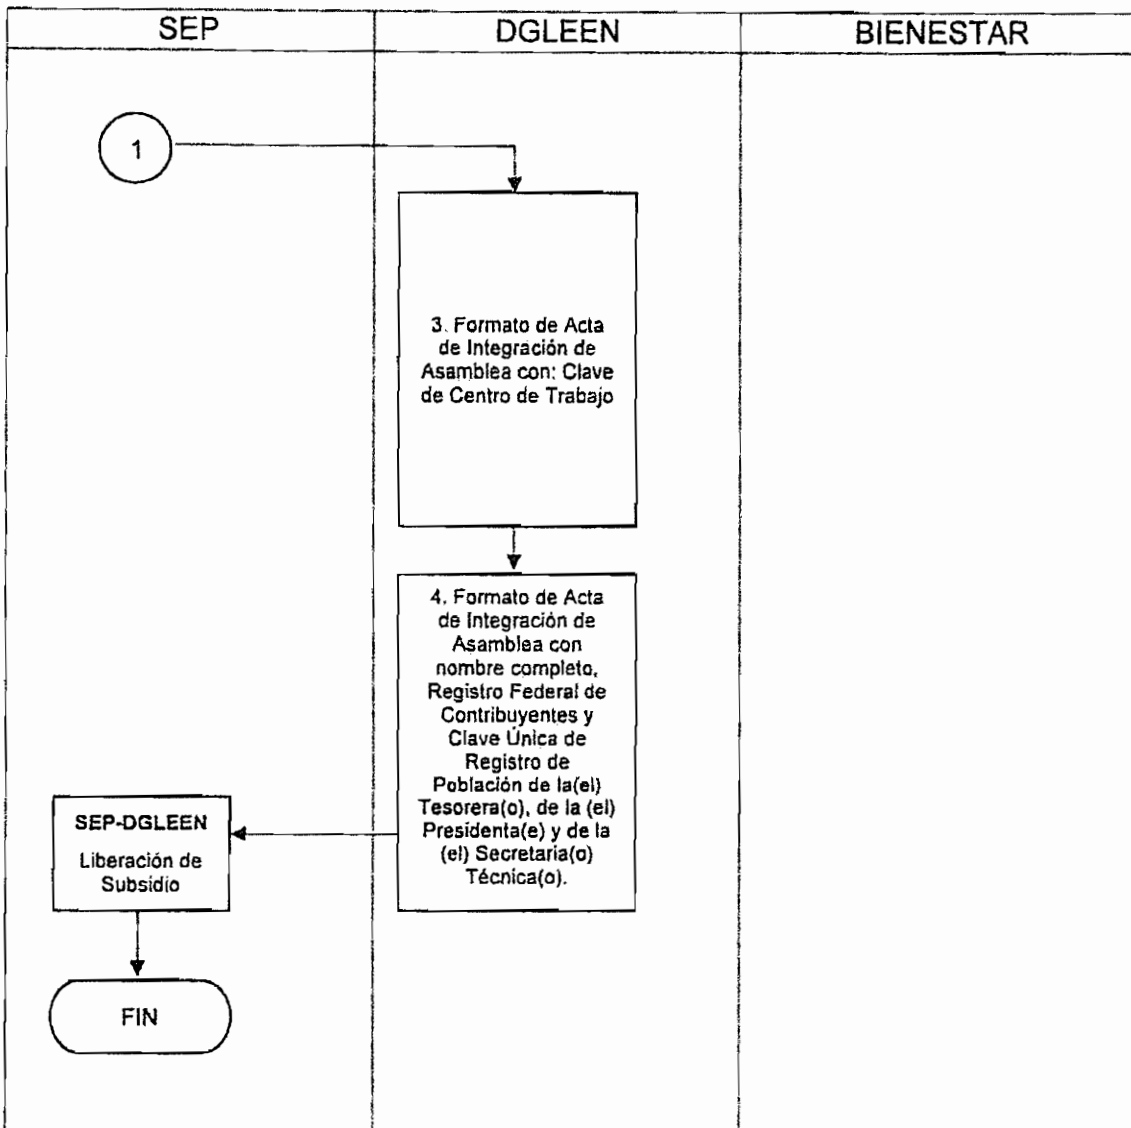 SEP
DGLEEN
BIENESTAR
1
3. Formato de Acta
de Integración de
Asamblea con: Clave
de Centro de Trabajo
4. Formato de Acta
de Integración de
Asamblea con
nombre completo,
Registro Federal de
Contribuyentes y
Clave Única de
Registro de
Población de la(el)
Tesorera(o), de la (el)
Presidenta(e) y de la
(el) Secretaria(o)
Técnica(o).
SEP-DGLEEN
Liberación de
Subsidio
FIN